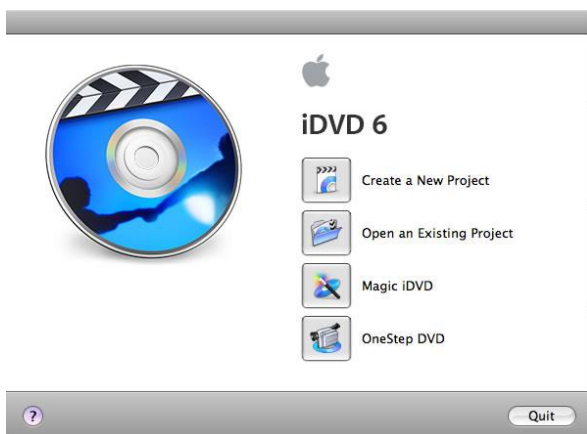 iDVD 6
Create a New Project
Open an Existing Project
Magic iDVD
OneStep DVD
?
Quit